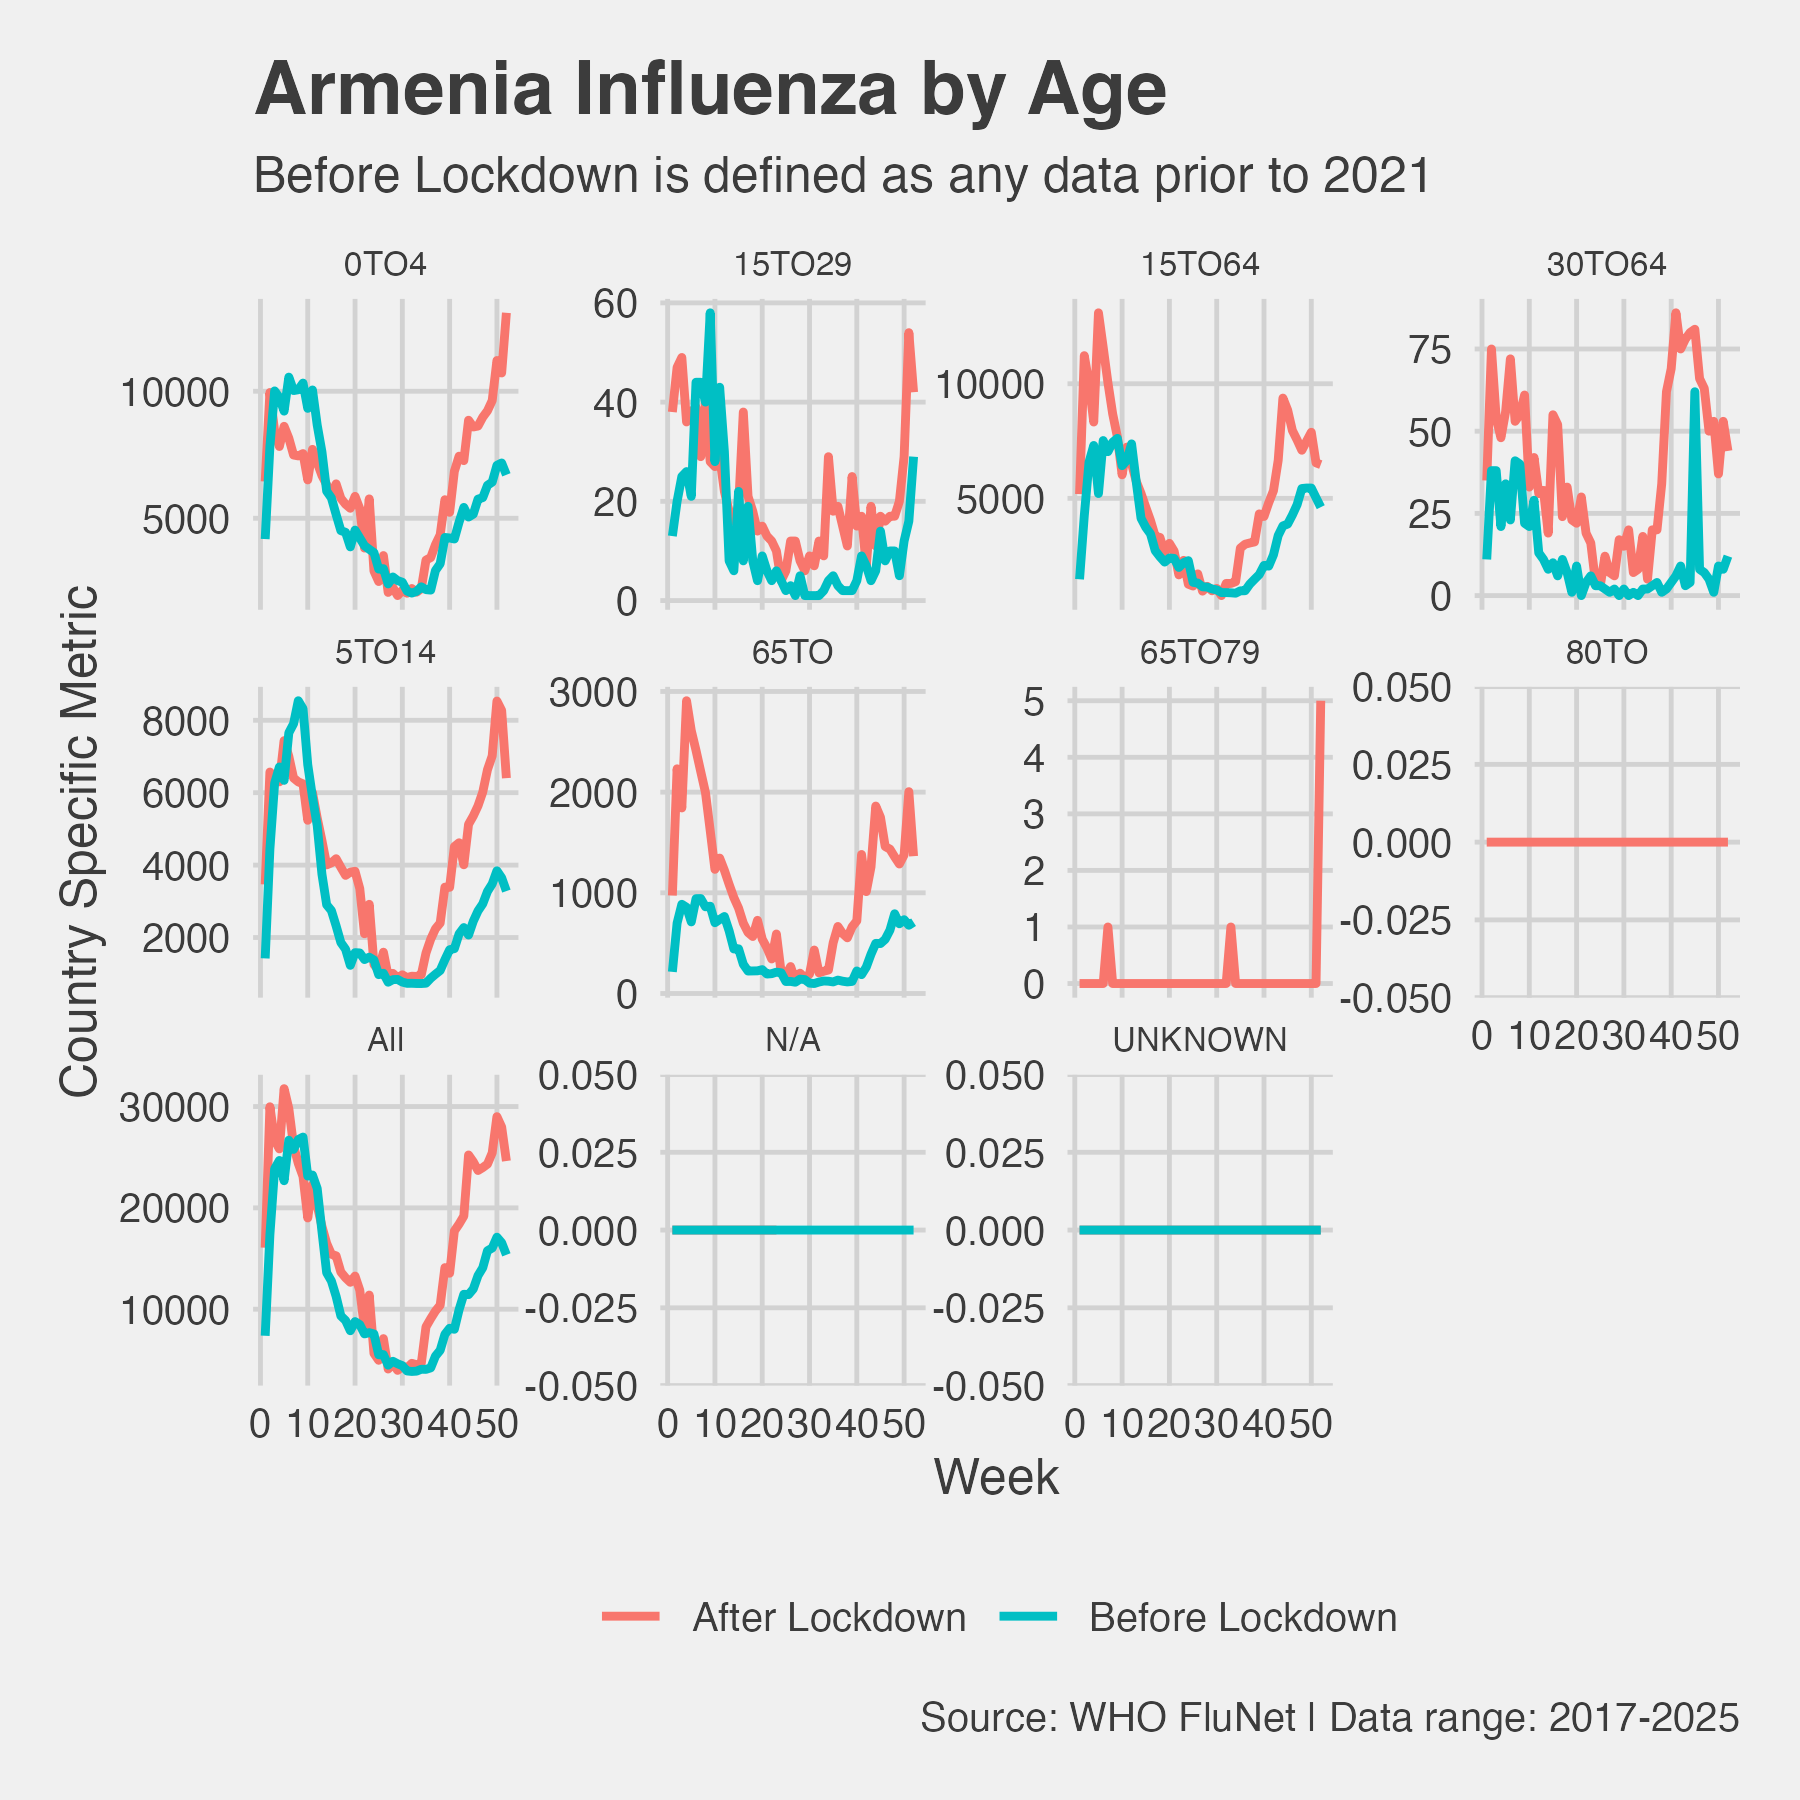 Armenia Influenza by Age
Before Lockdown is defined as any data prior to 2021
0TO4
15TO29
15TO64
30TO64
10000
5000
60
40
20
0
10000
5000
75
50
25
0
5TO14
65TO
65TO79
80TO
8000
6000
4000
2000
3000
2000
1000
0
5
4
3
2
1
0
0.050
0.025
0.000
-0.025
-0.050
0 10 20 30 40 50
All
N/A
UNKNOWN
30000
20000
10000
0.050
0.025
0.000
-0.025
-0.050
0.050
0.025
0.000
-0.025
-0.050
0 10 20 30 40 50
0 10 20 30 40 50
0 10 20 30 40 50
Country Specific Metric
Week
After Lockdown
Before Lockdown
Source: WHO FluNet | Data range: 2017-2025